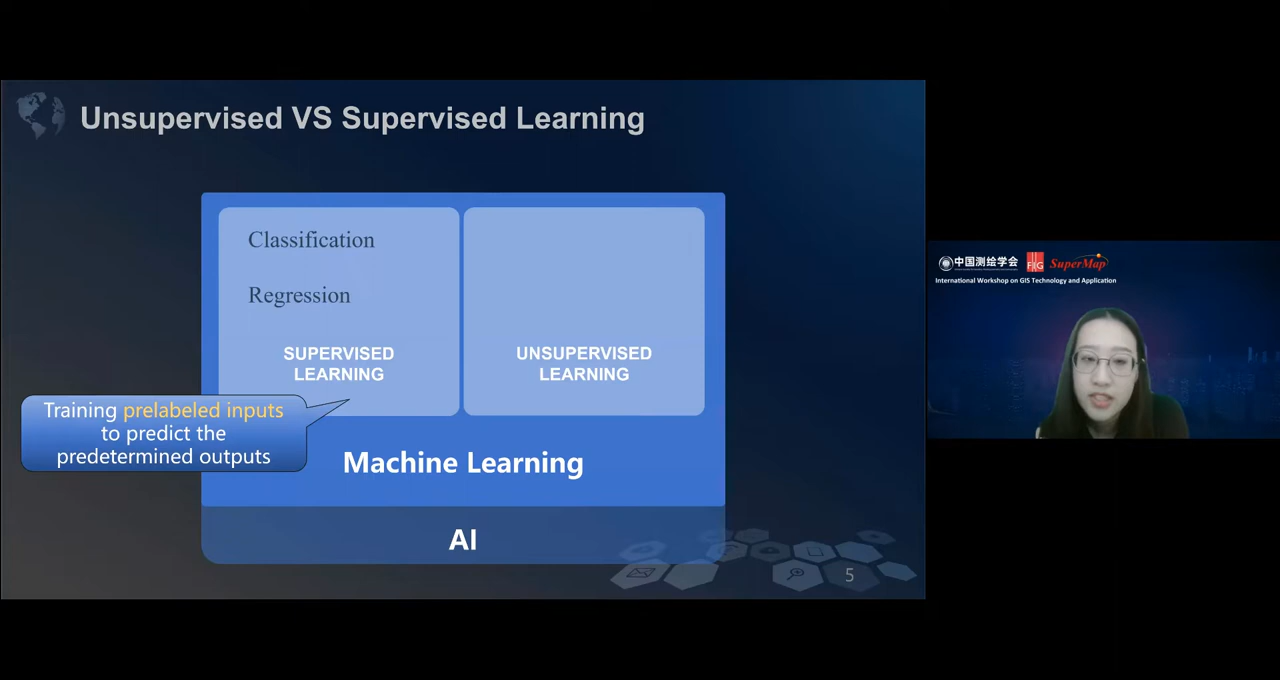 Unsupervised VS Supervised Learning
Classification
Regression
SUPERVISED
LEARNING
UNSUPERVISED
LEARNING
Training prelabeled inputs
to predict the
predetermined outputs
Machine Learning
AI
5
中国测绘学会
FIG
SuperMap
International Workshop on GIS Technology and Application